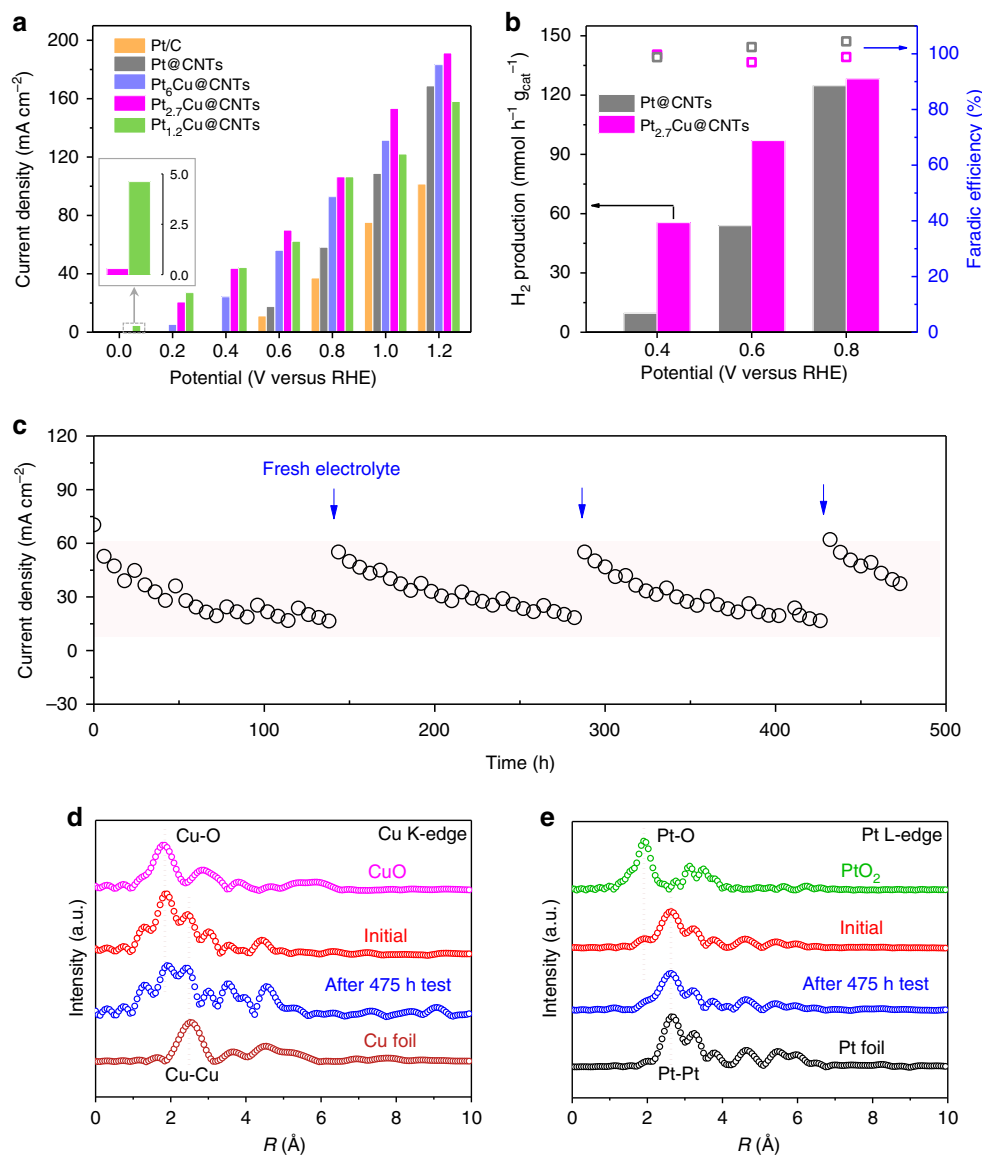 a
200
160
120
80
40
0
Current density (mA cm⁻²)
Pt/C
Pt@CNTs
Pt₆Cu@CNTs
Pt₂.₇Cu@CNTs
Pt₁.₂Cu@CNTs
5.0
2.5
0.0
0.0 0.2 0.4 0.6 0.8 1.0 1.2
Potential (V versus RHE)
b
150
120
90
60
30
0
H₂ production (mmol h⁻¹ g_cat⁻¹)
Pt@CNTs
Pt₂.₇Cu@CNTs
100
80
60
40
20
0
Faradic efficiency (%)
0.4 0.6 0.8
Potential (V versus RHE)
c
120
90
60
30
0
–30
Current density (mA cm⁻²)
Fresh electrolyte
0 100 200 300 400 500
Time (h)
d
Cu-O
Cu K-edge
CuO
Initial
After 475 h test
Cu foil
Cu-Cu
Intensity (a.u.)
0 2 4 6 8 10
R (Å)
e
Pt-O
Pt L-edge
PtO₂
Initial
After 475 h test
Pt foil
Pt-Pt
Intensity (a.u.)
0 2 4 6 8 10
R (Å)